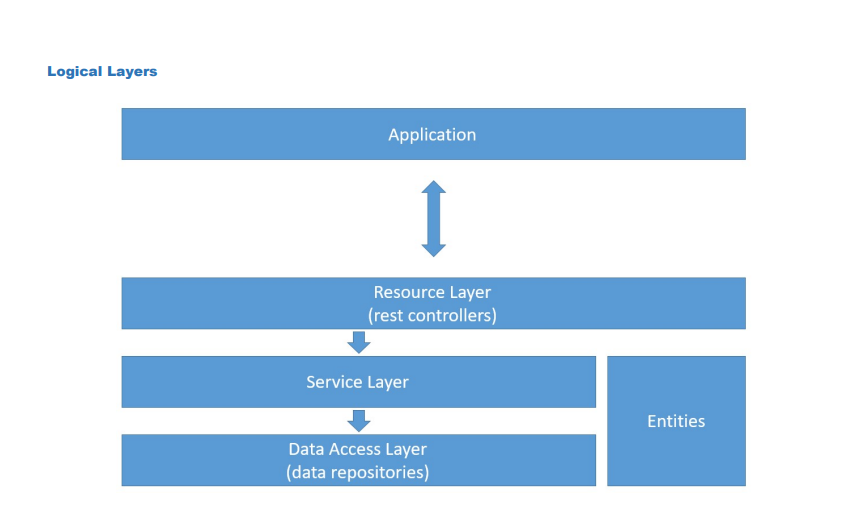 Logical Layers
Application
Resource Layer
(rest controllers)
Service Layer
Entities
Data Access Layer
(data repositories)